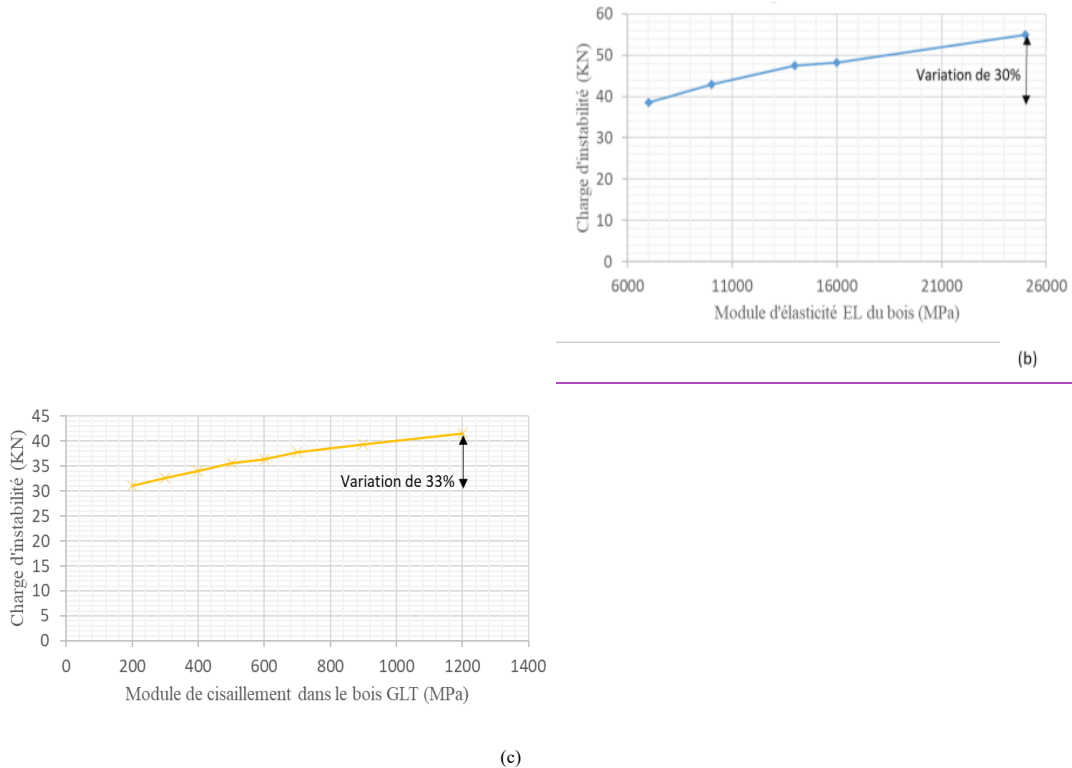 60
50
40
30
20
10
0
Charge d'instabilité (KN)
Variation de 30%
6000 11000 16000 21000 26000
Module d'élasticité EL du bois (MPa)
(b)
45
40
35
30
25
20
15
10
5
0
Charge d'instabilité (KN)
Variation de 33%
0 200 400 600 800 1000 1200 1400
Module de cisaillement dans le bois GLT (MPa)
(c)